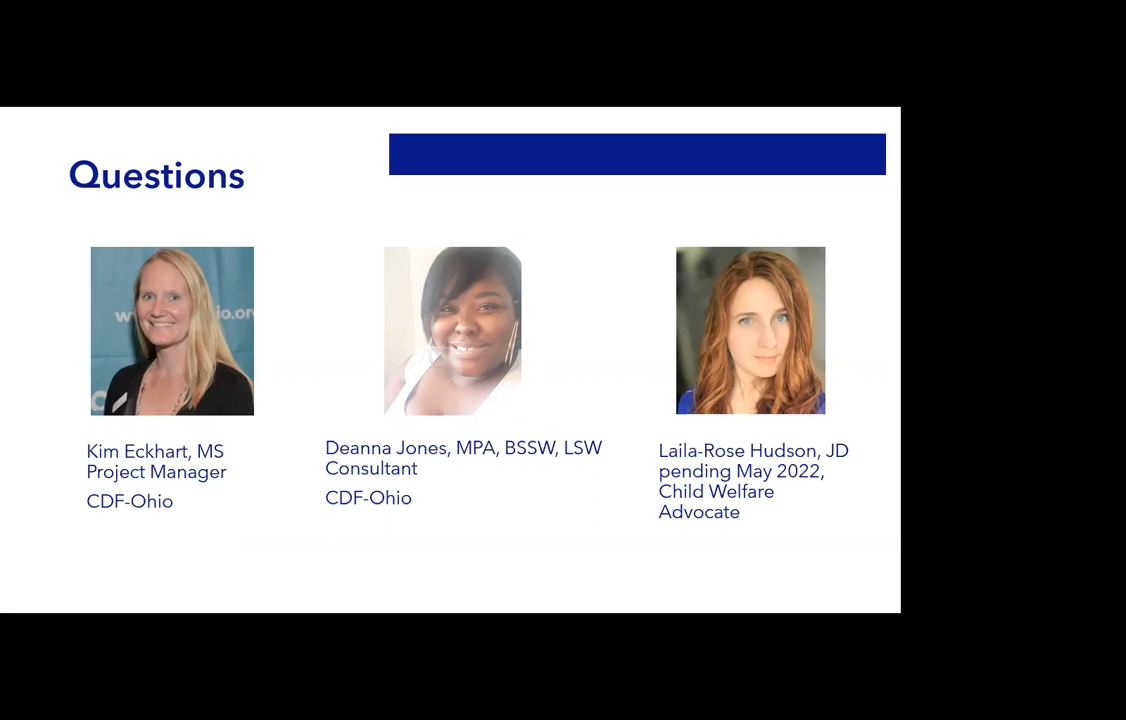 Questions
Kim Eckhart, MS
Project Manager
CDF-Ohio
Deanna Jones, MPA, BSSW, LSW
Consultant
CDF-Ohio
Laila-Rose Hudson, JD
pending May 2022,
Child Welfare
Advocate